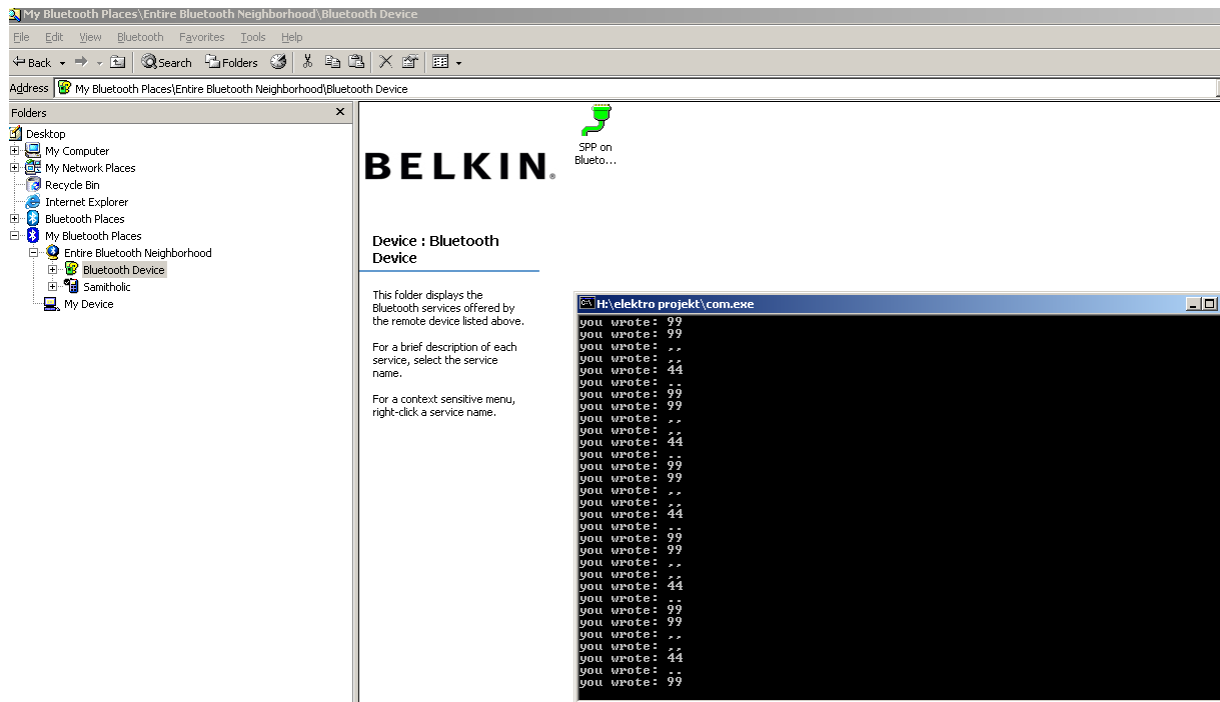 My Bluetooth Places\Entire Bluetooth Neighborhood\Bluetooth Device
File Edit View Bluetooth Favorites Tools Help
Back Search Folders
Address My Bluetooth Places\Entire Bluetooth Neighborhood\Bluetooth Device
Folders
Desktop
My Computer
My Network Places
Recycle Bin
Internet Explorer
Bluetooth Places
My Bluetooth Places
Entire Bluetooth Neighborhood
Bluetooth Device
Samitholic
My Device
SPP on
Blueto...
BELKIN®
Device : Bluetooth
Device
This folder displays the
Bluetooth services offered by
the remote device listed above.
For a brief description of each
service, select the service
name.
For a context sensitive menu,
right-click a service name.
H:\elektro projekt\com.exe
you wrote: 99
you wrote: 99
you wrote: ,,
you wrote: ,,
you wrote: 44
you wrote: ..
you wrote: 99
you wrote: 99
you wrote: ,,
you wrote: ,,
you wrote: 44
you wrote: ..
you wrote: 99
you wrote: 99
you wrote: ,,
you wrote: ,,
you wrote: 44
you wrote: ..
you wrote: 99
you wrote: 99
you wrote: ,,
you wrote: ,,
you wrote: 44
you wrote: ..
you wrote: 99
you wrote: 99
you wrote: ,,
you wrote: ,,
you wrote: 44
you wrote: ..
you wrote: 99